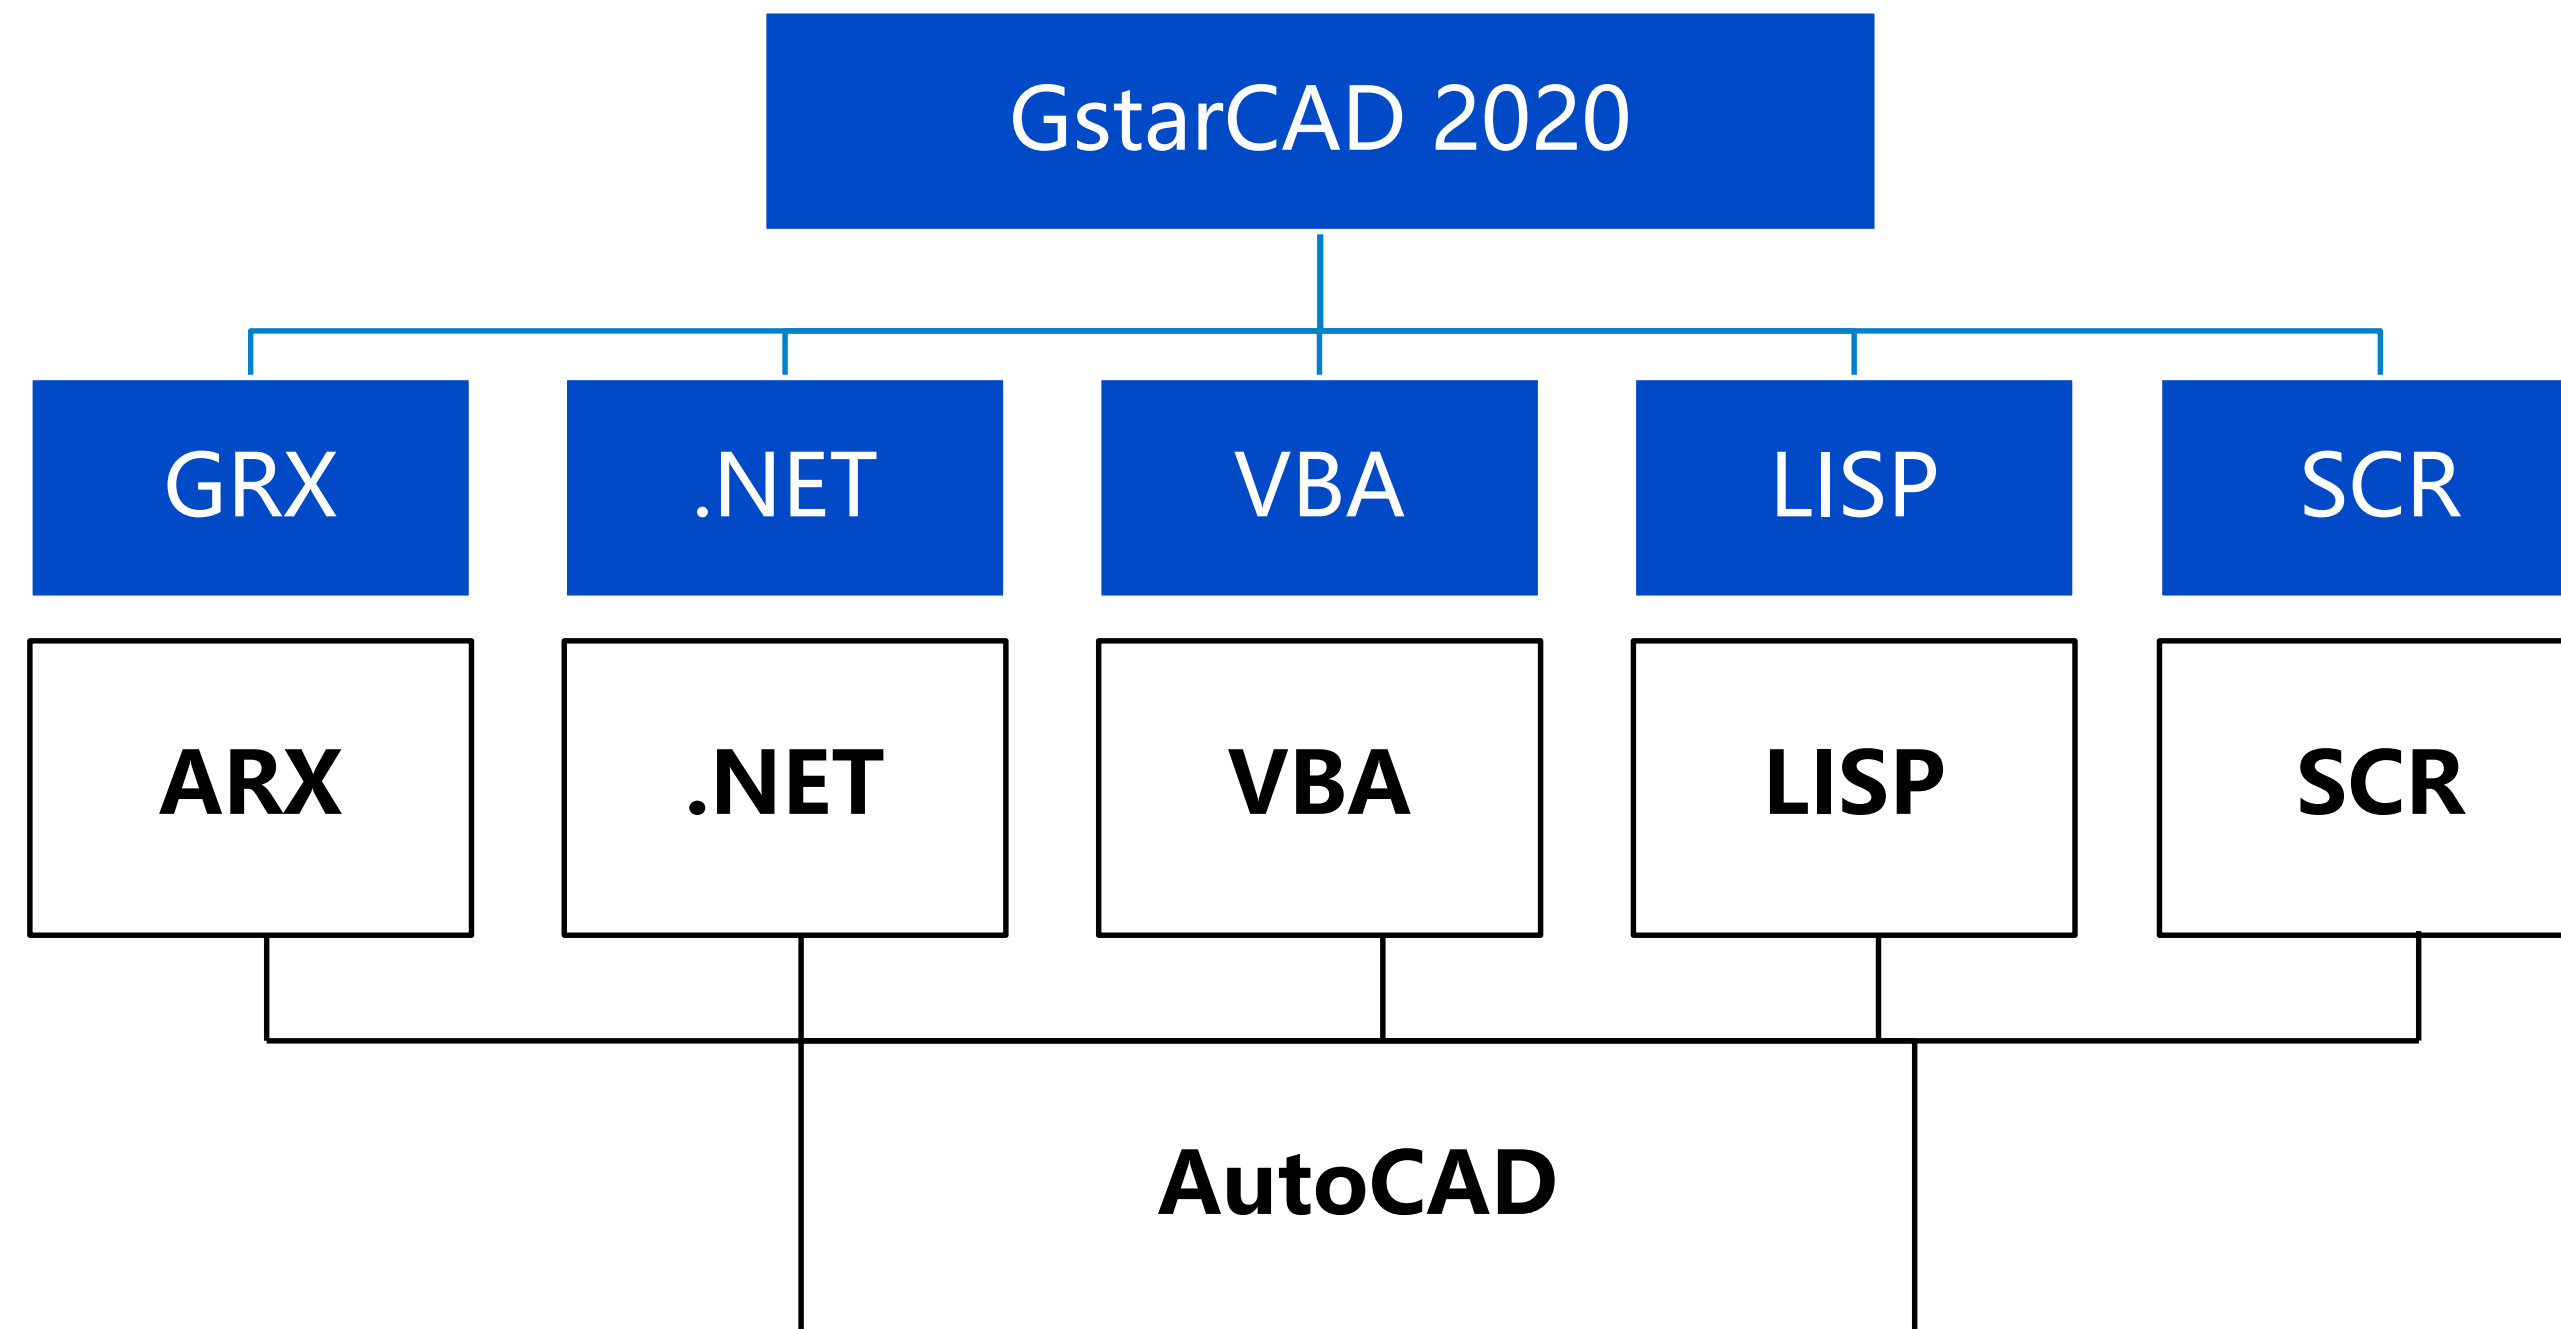 GstarCAD 2020
GRX
.NET
VBA
LISP
SCR
ARX
.NET
VBA
LISP
SCR
AutoCAD